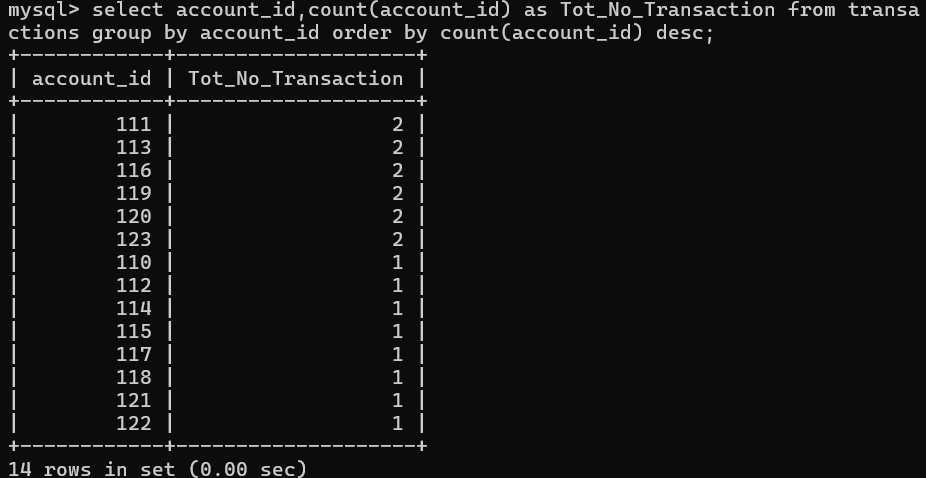 mysql> select account_id,count(account_id) as Tot_No_Transaction from transa
ctions group by account_id order by count(account_id) desc;
+------------+--------------------+
| account_id | Tot_No_Transaction |
+------------+--------------------+
|        111 |                  2 |
|        113 |                  2 |
|        116 |                  2 |
|        119 |                  2 |
|        120 |                  2 |
|        123 |                  2 |
|        110 |                  1 |
|        112 |                  1 |
|        114 |                  1 |
|        115 |                  1 |
|        117 |                  1 |
|        118 |                  1 |
|        121 |                  1 |
|        122 |                  1 |
+------------+--------------------+
14 rows in set (0.00 sec)